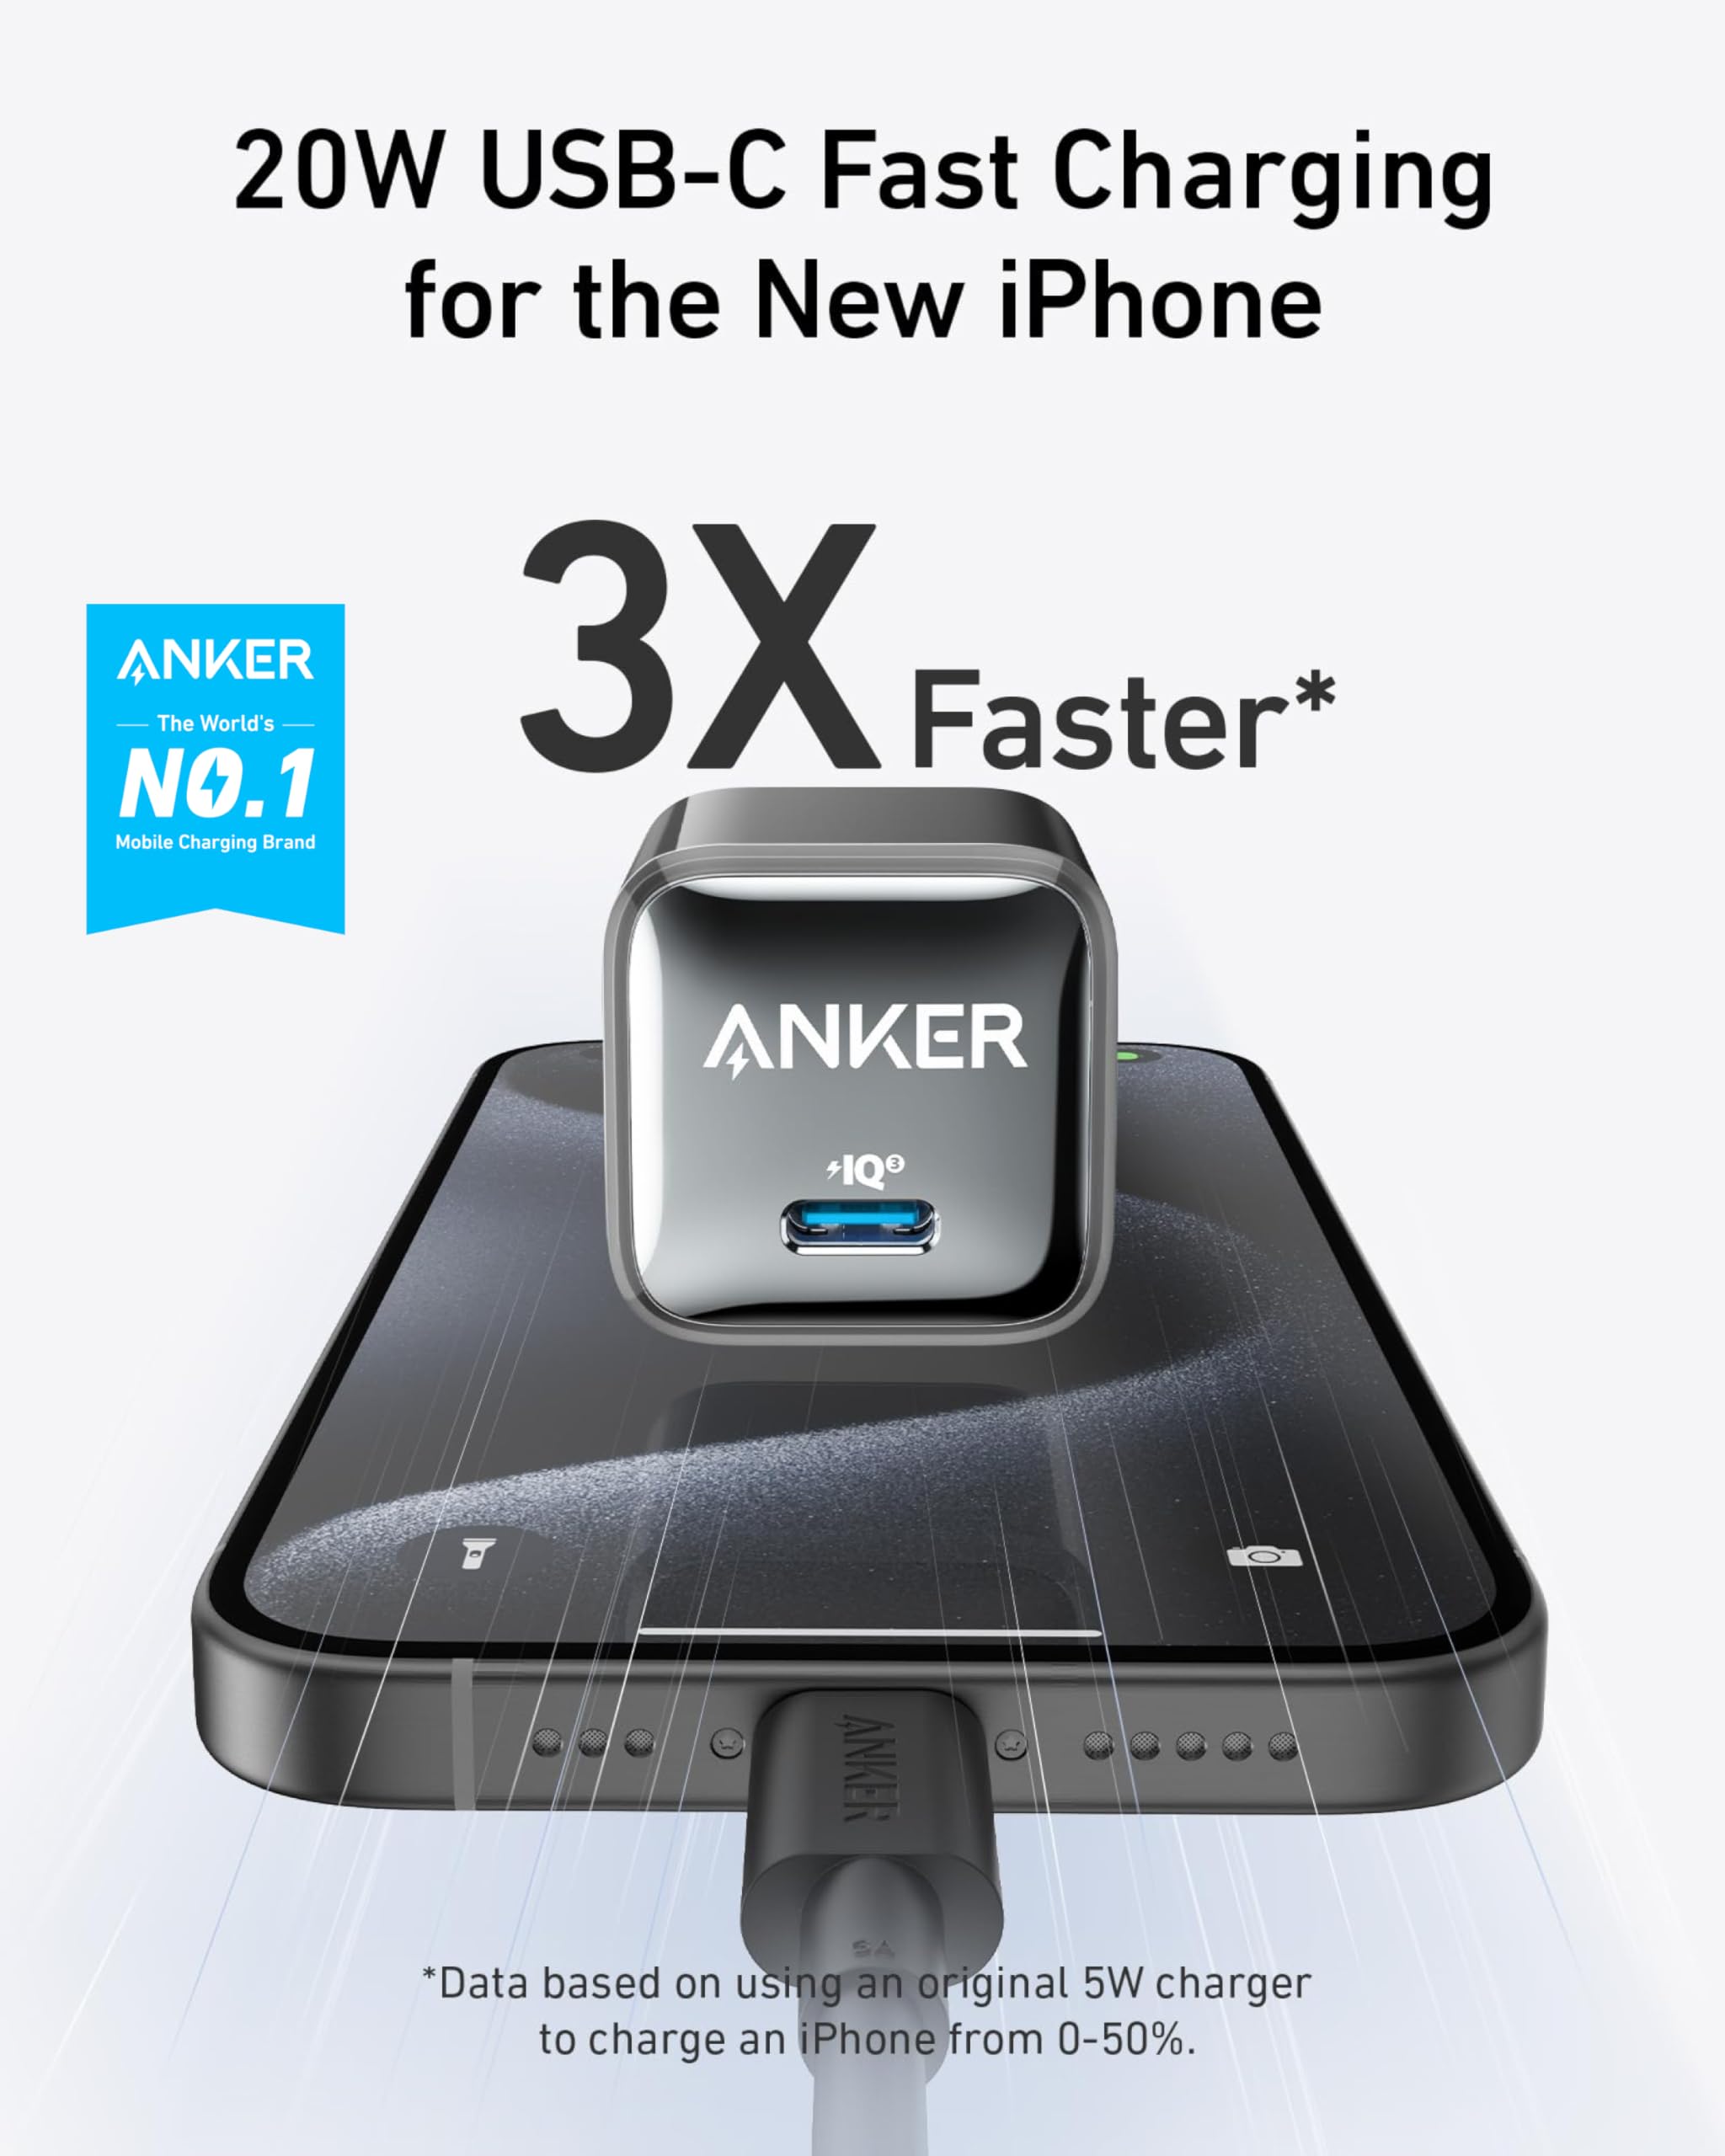 20W USB-C Fast Charging
for the New iPhone
3X Faster*
ANKER
The World's
NO.1
Mobile Charging Brand
ANKER
IQ³
ANKER
*Data based on using an original 5W charger
to charge an iPhone from 0-50%.